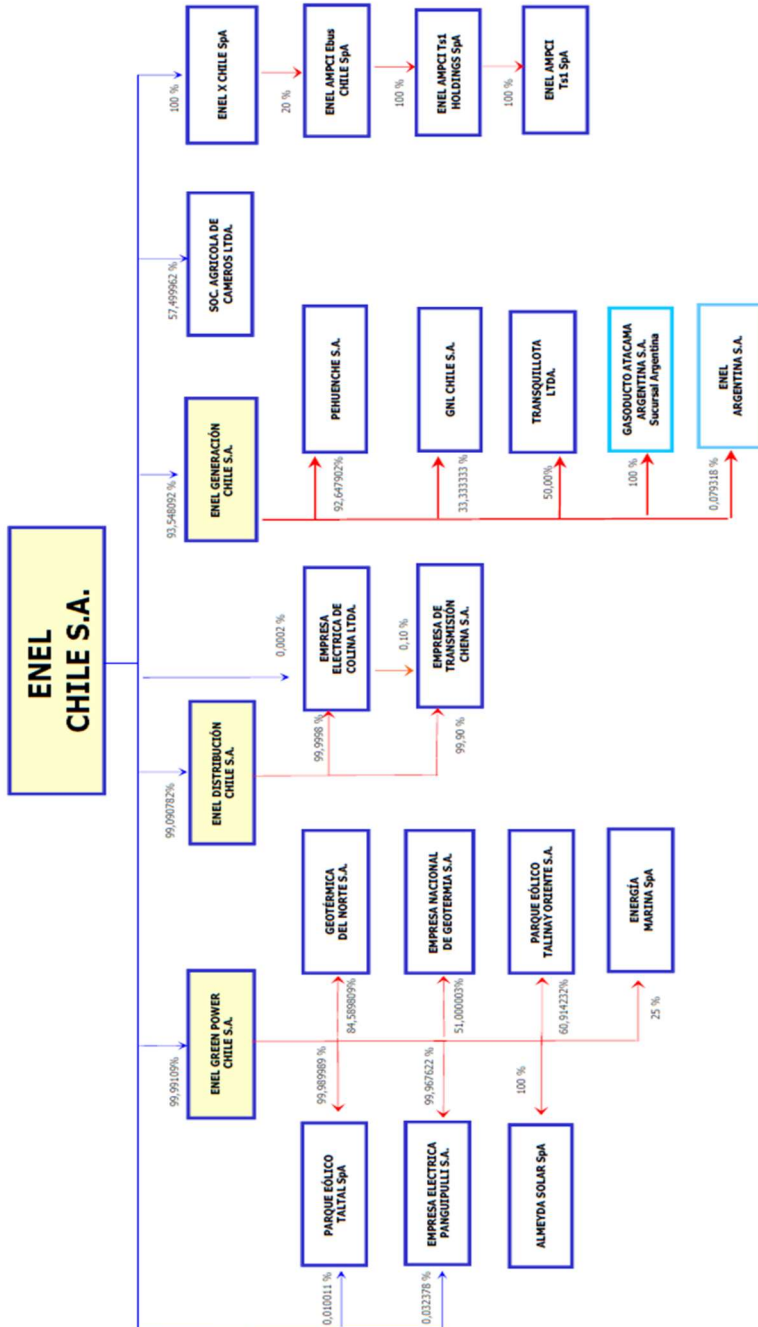 ENEL
CHILE S.A.
99,99109%
ENEL GREEN POWER
CHILE S.A.
99,090782%
ENEL DISTRIBUCIÓN
CHILE S.A.
0,0002 %
93,548092 %
ENEL GENERACIÓN
CHILE S.A.
57,499962 %
SOC. AGRICOLA DE
CAMEROS LTDA.
100 %
ENEL X CHILE SpA
0,010011 %
PARQUE EÓLICO
TALTAL SpA
99,989989 %
84,589809%
GEOTÉRMICA
DEL NORTE S.A.
0,032378 %
EMPRESA ELECTRICA
PANGUIPULLI S.A.
99,967622 %
51,000003%
EMPRESA NACIONAL
DE GEOTERMIA S.A.
ALMEYDA SOLAR SpA
100 %
60,914232%
PARQUE EÓLICO
TALINAY ORIENTE S.A.
25 %
ENERGÍA
MARINA SpA
99,9998 %
EMPRESA
ELECTRICA DE
COLINA LTDA.
0,10 %
99,90 %
EMPRESA DE
TRANSMISIÓN
CHENA S.A.
92,647902%
PEHUENCHE S.A.
33,333333 %
GNL CHILE S.A.
50,00%
TRANSQUILLOTA
LTDA.
100 %
GASODUCTO ATACAMA
ARGENTINA S.A.
Sucursal Argentina
0,079318 %
ENEL
ARGENTINA S.A.
20 %
ENEL AMPCI Ebus
CHILE SpA
100 %
ENEL AMPCI Ts1
HOLDINGS SpA
100 %
ENEL AMPCI
Ts1 SpA